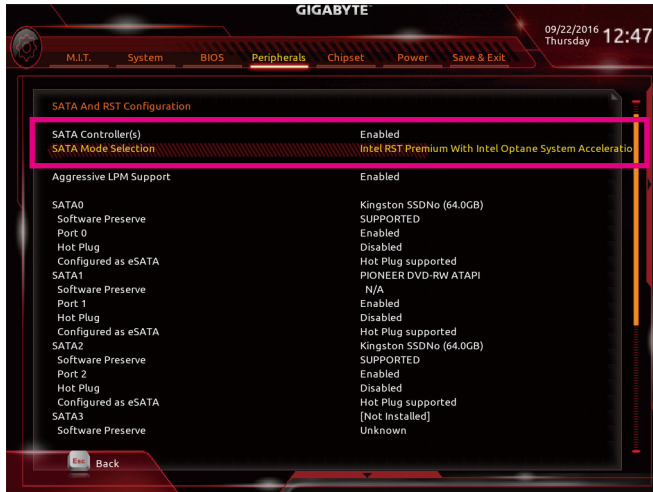 GIGABYTE™
09/22/2016 12:47
Thursday
M.I.T. System BIOS Peripherals Chipset Power Save & Exit
SATA And RST Configuration
SATA Controller(s) Enabled
SATA Mode Selection Intel RST Premium With Intel Optane System Acceleratio
Aggressive LPM Support Enabled
SATA0 Kingston SSDNo (64.0GB)
Software Preserve SUPPORTED
Port 0 Enabled
Hot Plug Disabled
Configured as eSATA Hot Plug supported
SATA1 PIONEER DVD-RW ATAPI
Software Preserve N/A
Port 1 Enabled
Hot Plug Disabled
Configured as eSATA Hot Plug supported
SATA2 Kingston SSDNo (64.0GB)
Software Preserve SUPPORTED
Port 2 Enabled
Hot Plug Disabled
Configured as eSATA Hot Plug supported
SATA3 [Not Installed]
Software Preserve Unknown
Esc Back